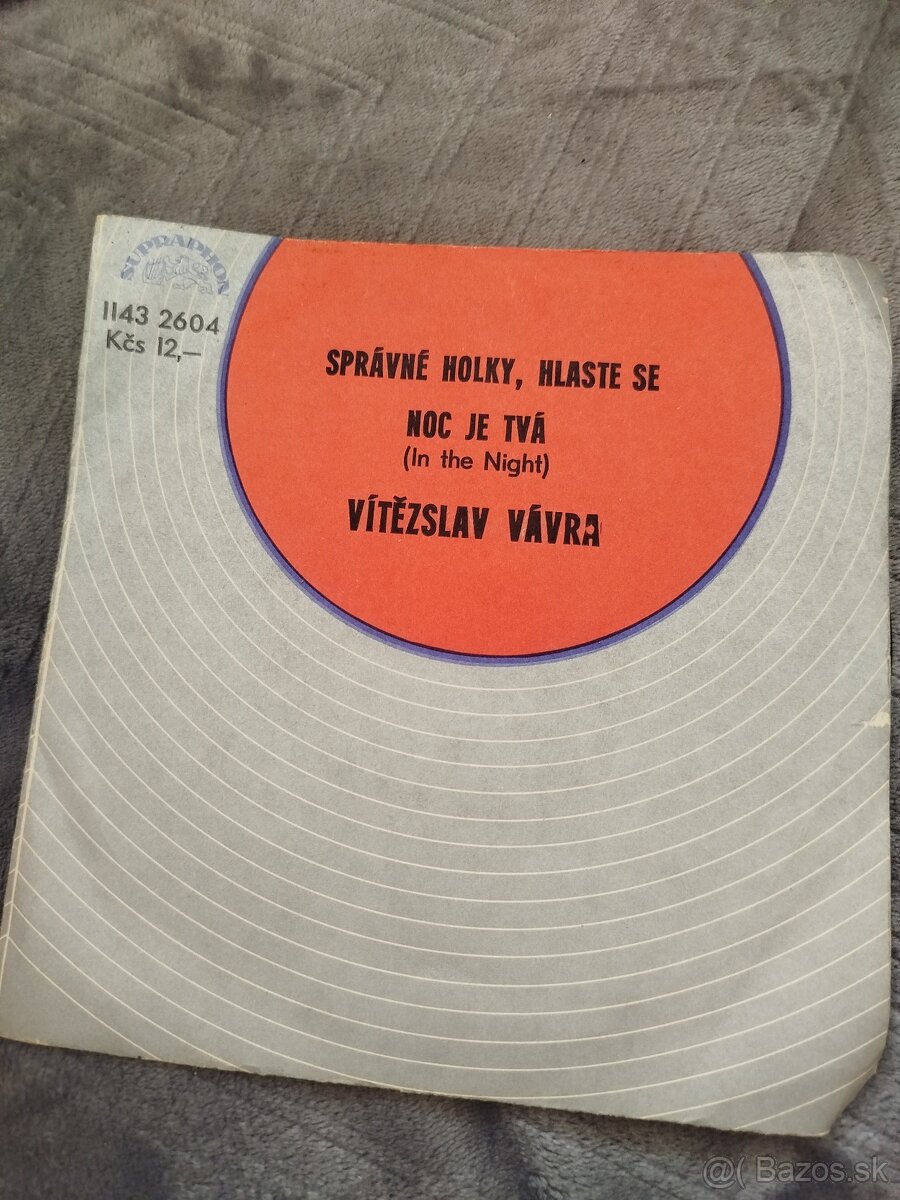 SUPRAPHON
1143 2604
Kčs 12,—
SPRÁVNÉ HOLKY, HLASTE SE
NOC JE TVÁ
(In the Night)
VÍTĚZSLAV VÁVRA
@( Bazos.sk